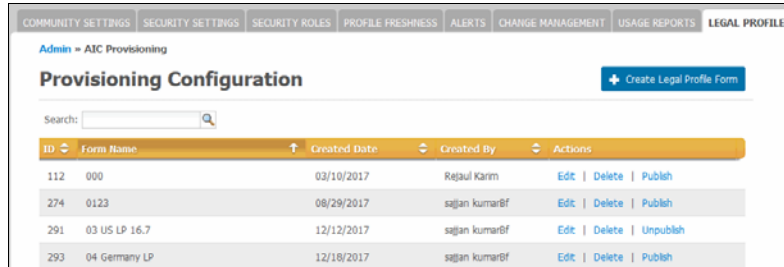 COMMUNITY SETTINGS SECURITY SETTINGS SECURITY ROLES PROFILE FRESHNESS ALERTS CHANGE MANAGEMENT USAGE REPORTS LEGAL PROFILE
Admin » AIC Provisioning
Provisioning Configuration
Create Legal Profile Form
Search:
ID Form Name Created Date Created By Actions
112 000 03/10/2017 Rejaul Karim Edit | Delete | Publish
274 0123 08/29/2017 sajjan kumarBf Edit | Delete | Publish
291 03 US LP 16.7 12/12/2017 sajjan kumarBf Edit | Delete | Unpublish
293 04 Germany LP 12/18/2017 sajjan kumarBf Edit | Delete | Publish